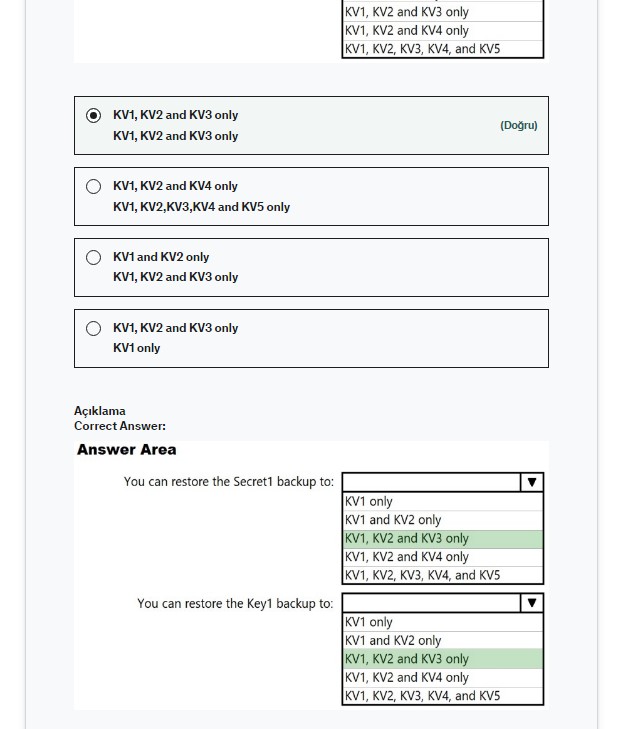 KV1, KV2 and KV3 only
KV1, KV2 and KV4 only
KV1, KV2, KV3, KV4, and KV5
KV1, KV2 and KV3 only
KV1, KV2 and KV3 only
(Doğru)
KV1, KV2 and KV4 only
KV1, KV2,KV3,KV4 and KV5 only
KV1 and KV2 only
KV1, KV2 and KV3 only
KV1, KV2 and KV3 only
KV1 only
Açıklama
Correct Answer:
Answer Area
You can restore the Secret1 backup to:
KV1 only
KV1 and KV2 only
KV1, KV2 and KV3 only
KV1, KV2 and KV4 only
KV1, KV2, KV3, KV4, and KV5
You can restore the Key1 backup to:
KV1 only
KV1 and KV2 only
KV1, KV2 and KV3 only
KV1, KV2 and KV4 only
KV1, KV2, KV3, KV4, and KV5